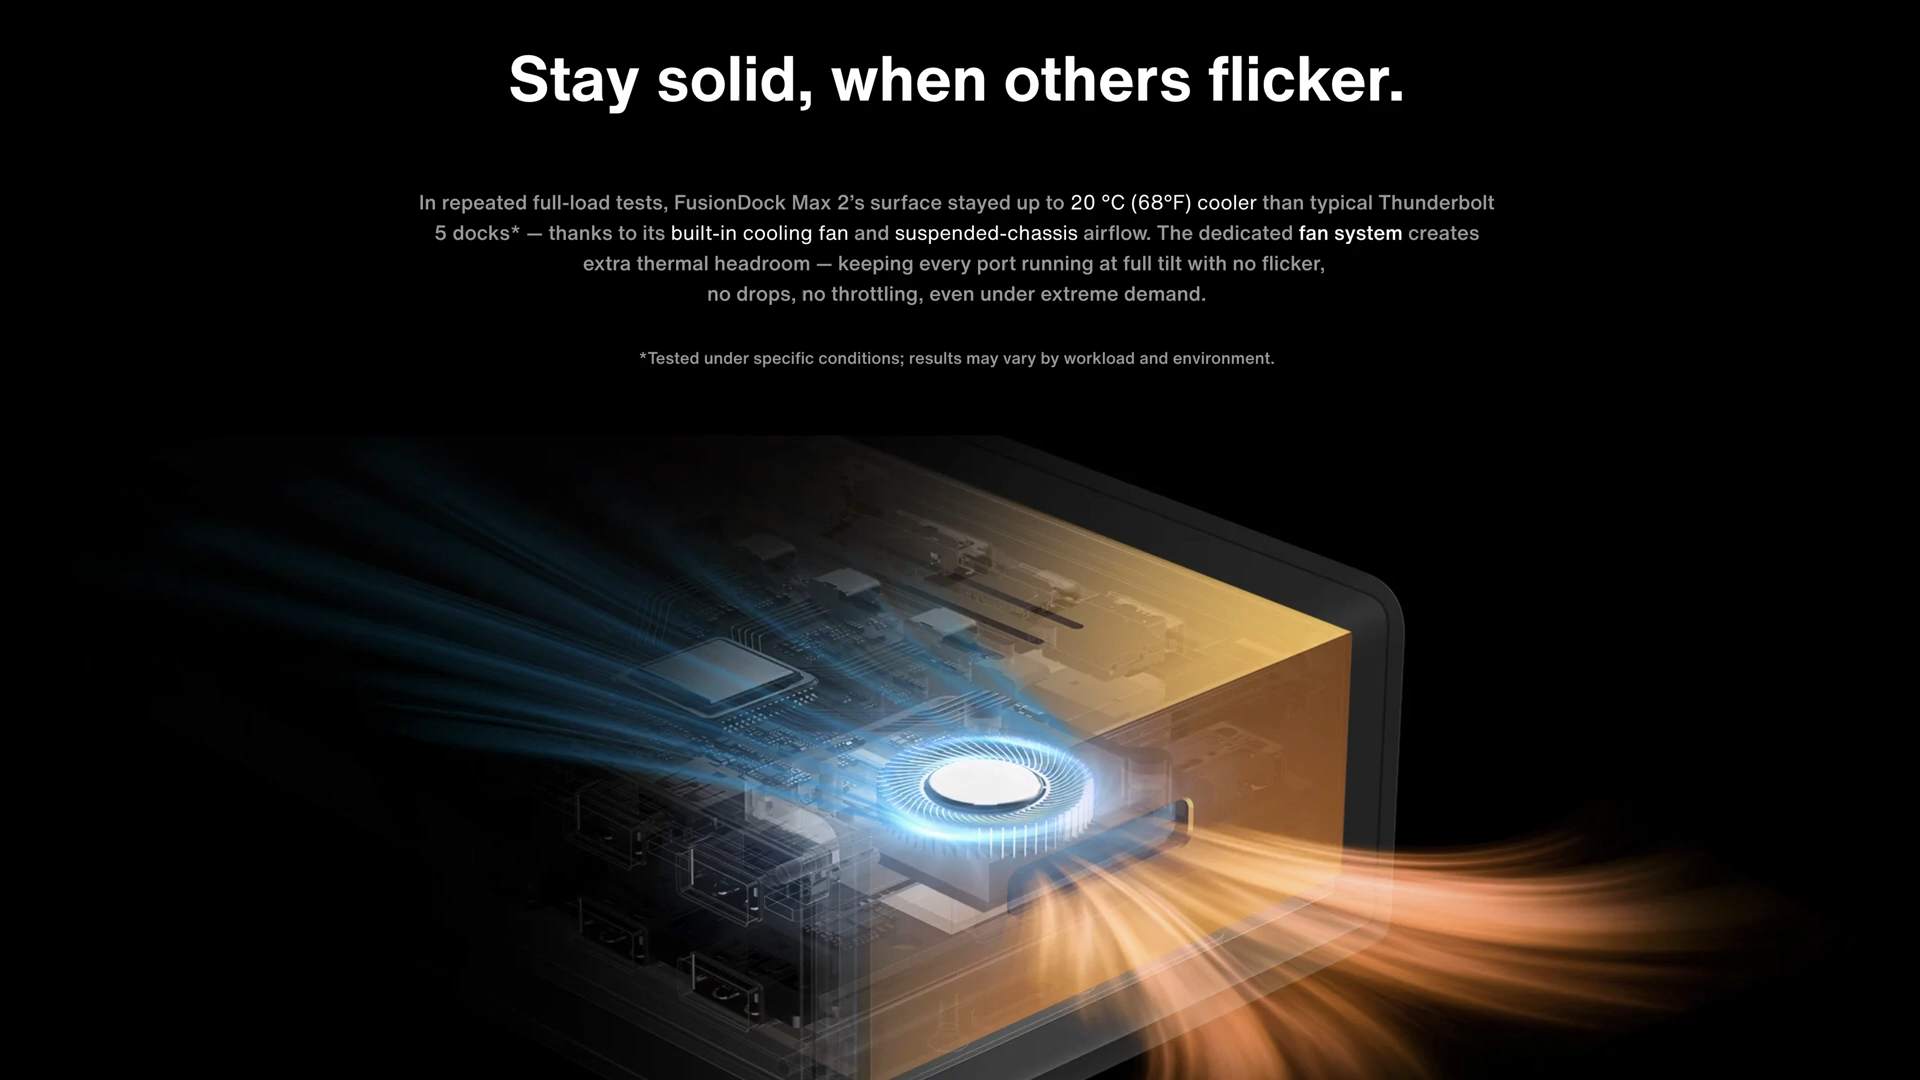 Stay solid, when others flicker.
In repeated full-load tests, FusionDock Max 2’s surface stayed up to 20 °C (68°F) cooler than typical Thunderbolt
5 docks* — thanks to its built-in cooling fan and suspended-chassis airflow. The dedicated fan system creates
extra thermal headroom — keeping every port running at full tilt with no flicker,
no drops, no throttling, even under extreme demand.
*Tested under specific conditions; results may vary by workload and environment.